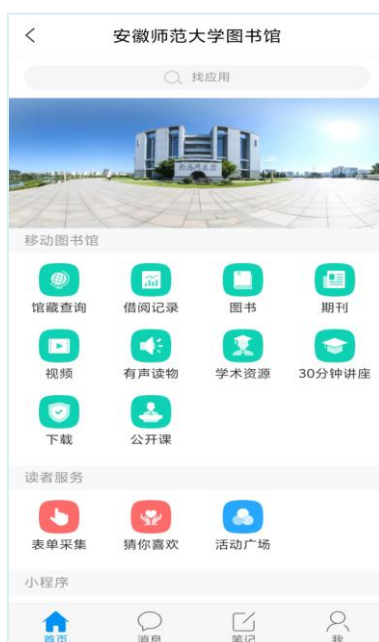 安徽师范大学图书馆
找应用
移动图书馆
馆藏查询 借阅记录 图书 期刊
视频 有声读物 学术资源 30分钟讲座
下载 公开课
读者服务
表单采集 猜你喜欢 活动广场
小程序
首页 消息 笔记 我